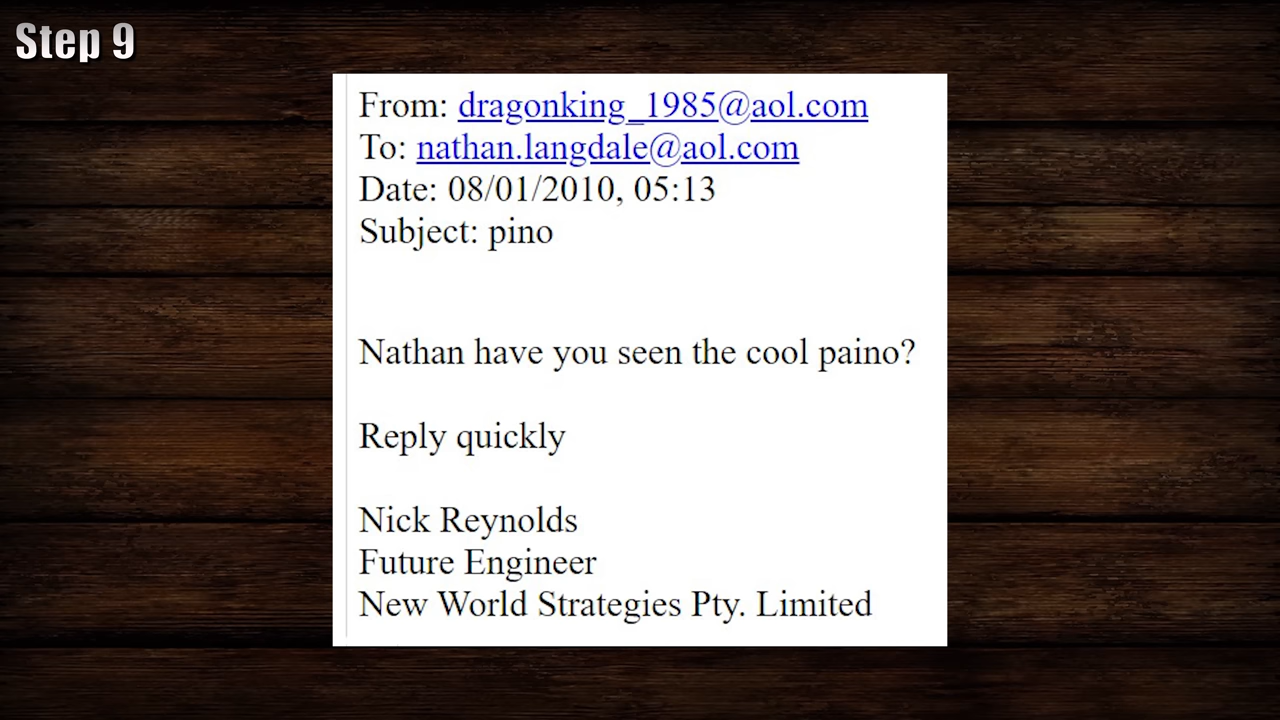 Step 9
From: dragonking_1985@aol.com
To: nathan.langdale@aol.com
Date: 08/01/2010, 05:13
Subject: pino
Nathan have you seen the cool paino?
Reply quickly
Nick Reynolds
Future Engineer
New World Strategies Pty. Limited